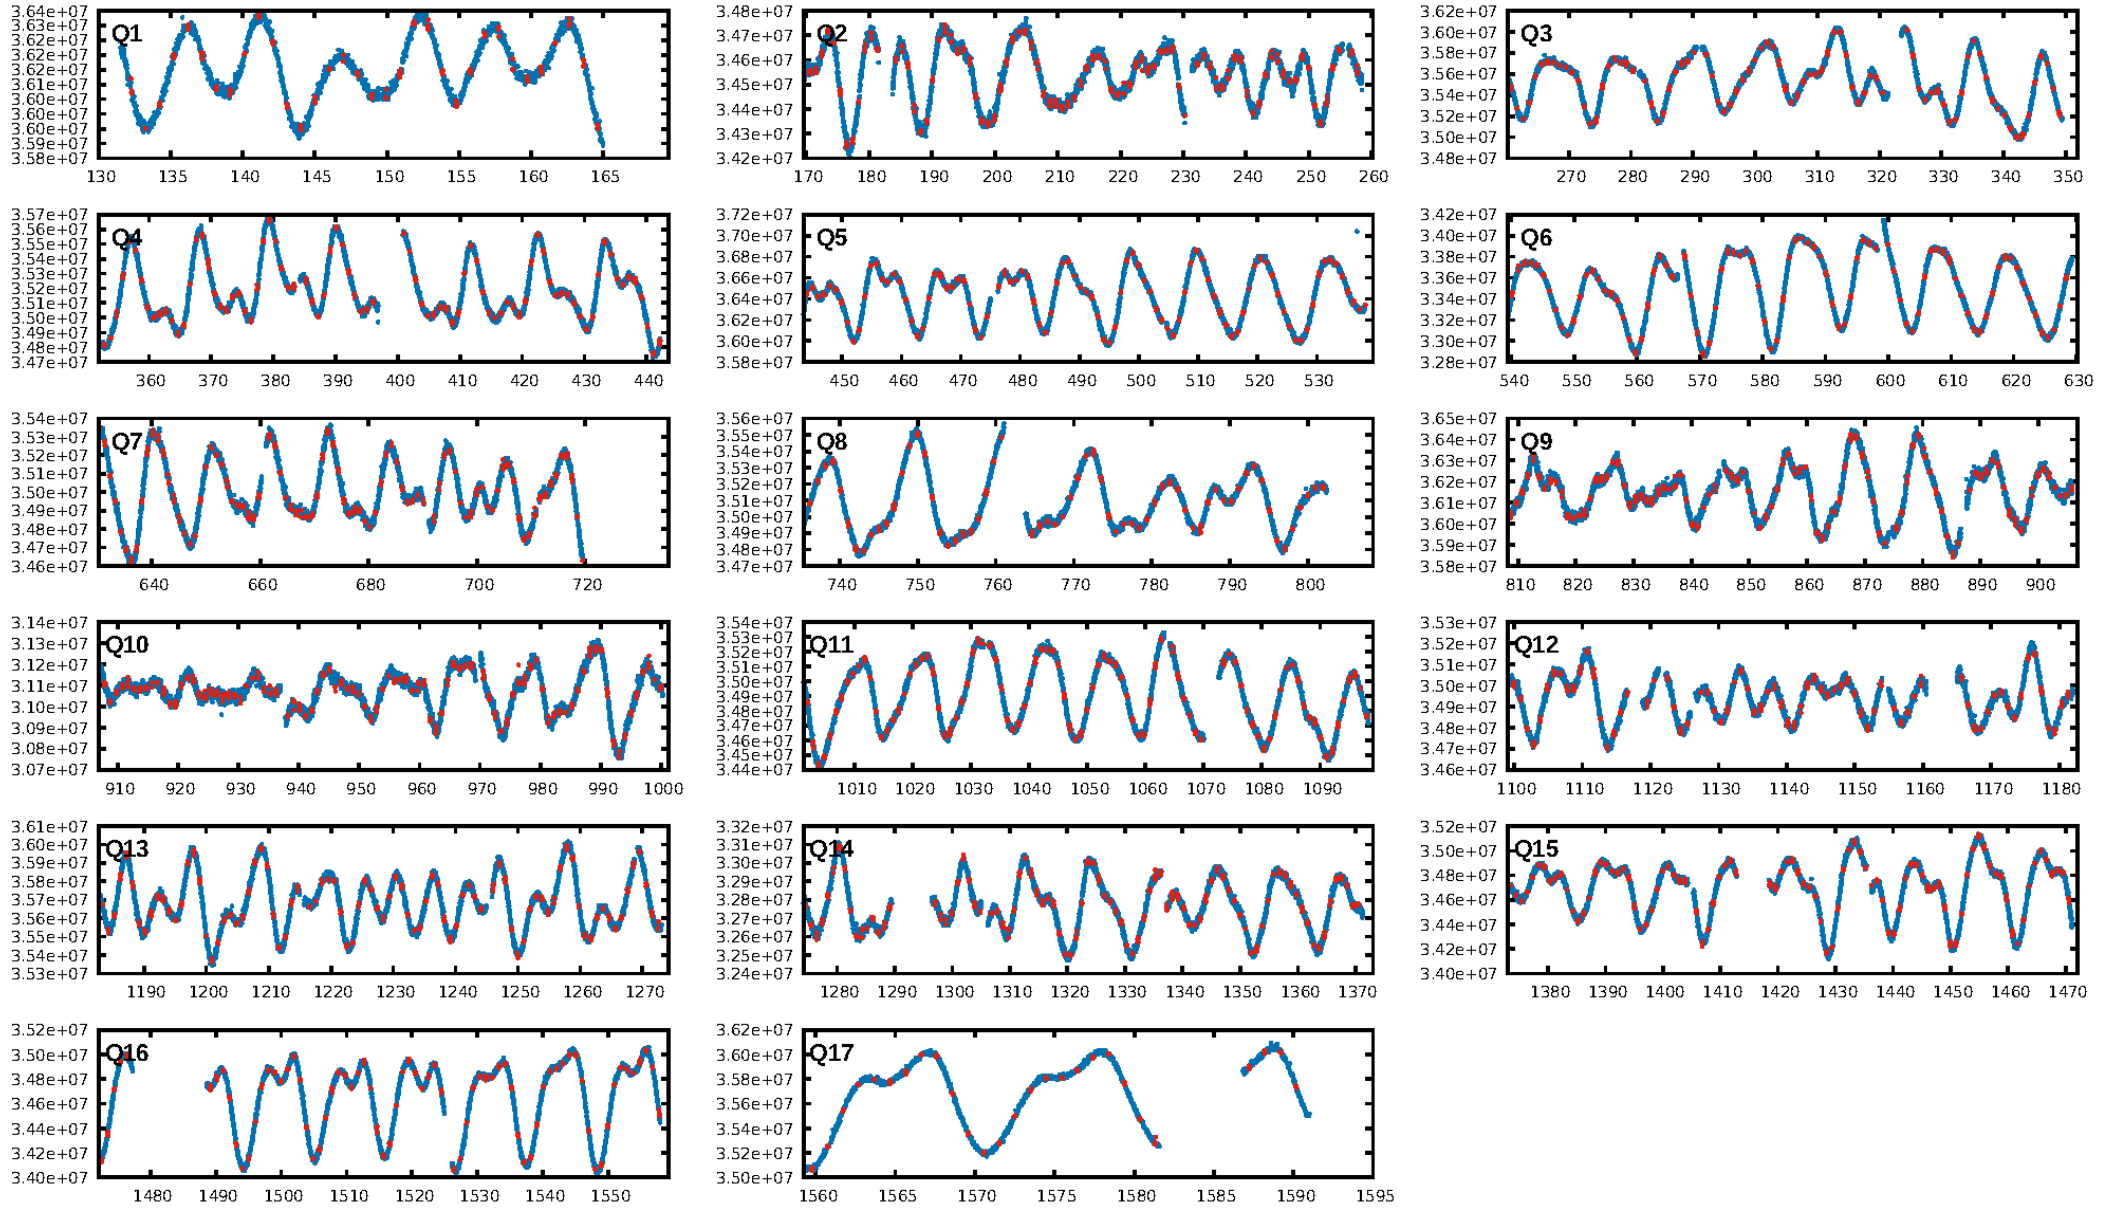 3.64e+07
3.63e+07
3.62e+07
3.62e+07
3.62e+07
3.61e+07
3.60e+07
3.60e+07
3.60e+07
3.59e+07
3.58e+07
Q1
130 135 140 145 150 155 160 165
3.48e+07
3.47e+07
3.46e+07
3.45e+07
3.44e+07
3.43e+07
3.42e+07
Q2
170 180 190 200 210 220 230 240 250 260
3.62e+07
3.60e+07
3.58e+07
3.56e+07
3.54e+07
3.52e+07
3.50e+07
3.48e+07
Q3
270 280 290 300 310 320 330 340 350
3.57e+07
3.56e+07
3.55e+07
3.54e+07
3.53e+07
3.52e+07
3.51e+07
3.50e+07
3.49e+07
3.48e+07
3.47e+07
Q4
360 370 380 390 400 410 420 430 440
3.72e+07
3.70e+07
3.68e+07
3.66e+07
3.64e+07
3.62e+07
3.60e+07
3.58e+07
Q5
450 460 470 480 490 500 510 520 530
3.42e+07
3.40e+07
3.38e+07
3.36e+07
3.34e+07
3.32e+07
3.30e+07
3.28e+07
Q6
540 550 560 570 580 590 600 610 620 630
3.54e+07
3.53e+07
3.52e+07
3.51e+07
3.50e+07
3.49e+07
3.48e+07
3.47e+07
3.46e+07
Q7
640 660 680 700 720
3.56e+07
3.55e+07
3.54e+07
3.53e+07
3.52e+07
3.51e+07
3.50e+07
3.49e+07
3.48e+07
3.47e+07
Q8
740 750 760 770 780 790 800
3.65e+07
3.64e+07
3.63e+07
3.62e+07
3.61e+07
3.60e+07
3.59e+07
3.58e+07
Q9
810 820 830 840 850 860 870 880 890 900
3.14e+07
3.13e+07
3.12e+07
3.11e+07
3.10e+07
3.09e+07
3.08e+07
3.07e+07
Q10
910 920 930 940 950 960 970 980 990 1000
3.54e+07
3.53e+07
3.52e+07
3.51e+07
3.50e+07
3.49e+07
3.48e+07
3.47e+07
3.46e+07
3.45e+07
3.44e+07
Q11
1010 1020 1030 1040 1050 1060 1070 1080 1090
3.53e+07
3.52e+07
3.51e+07
3.50e+07
3.49e+07
3.48e+07
3.47e+07
3.46e+07
Q12
1100 1110 1120 1130 1140 1150 1160 1170 1180
3.61e+07
3.60e+07
3.59e+07
3.58e+07
3.57e+07
3.56e+07
3.55e+07
3.54e+07
3.53e+07
Q13
1190 1200 1210 1220 1230 1240 1250 1260 1270
3.32e+07
3.31e+07
3.30e+07
3.29e+07
3.28e+07
3.27e+07
3.26e+07
3.25e+07
3.24e+07
Q14
1280 1290 1300 1310 1320 1330 1340 1350 1360 1370
3.52e+07
3.50e+07
3.48e+07
3.46e+07
3.44e+07
3.42e+07
3.40e+07
Q15
1380 1390 1400 1410 1420 1430 1440 1450 1460 1470
3.52e+07
3.50e+07
3.48e+07
3.46e+07
3.44e+07
3.42e+07
3.40e+07
Q16
1480 1490 1500 1510 1520 1530 1540 1550
3.62e+07
3.60e+07
3.58e+07
3.56e+07
3.54e+07
3.52e+07
3.50e+07
Q17
1560 1565 1570 1575 1580 1585 1590 1595